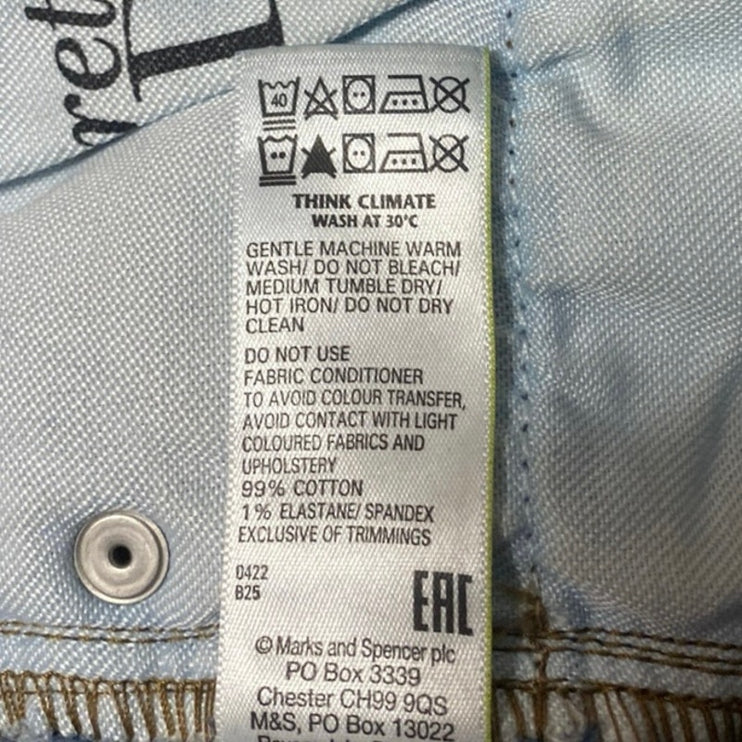 ret
40
THINK CLIMATE
WASH AT 30°C
GENTLE MACHINE WARM
WASH/ DO NOT BLEACH/
MEDIUM TUMBLE DRY/
HOT IRON/ DO NOT DRY
CLEAN
DO NOT USE
FABRIC CONDITIONER
TO AVOID COLOUR TRANSFER,
AVOID CONTACT WITH LIGHT
COLOURED FABRICS AND
UPHOLSTERY
99% COTTON
1% ELASTANE/ SPANDEX
EXCLUSIVE OF TRIMMINGS
0422
B25
EAC
© Marks and Spencer plc
PO Box 3339
Chester CH99 9QS
M&S, PO Box 13022